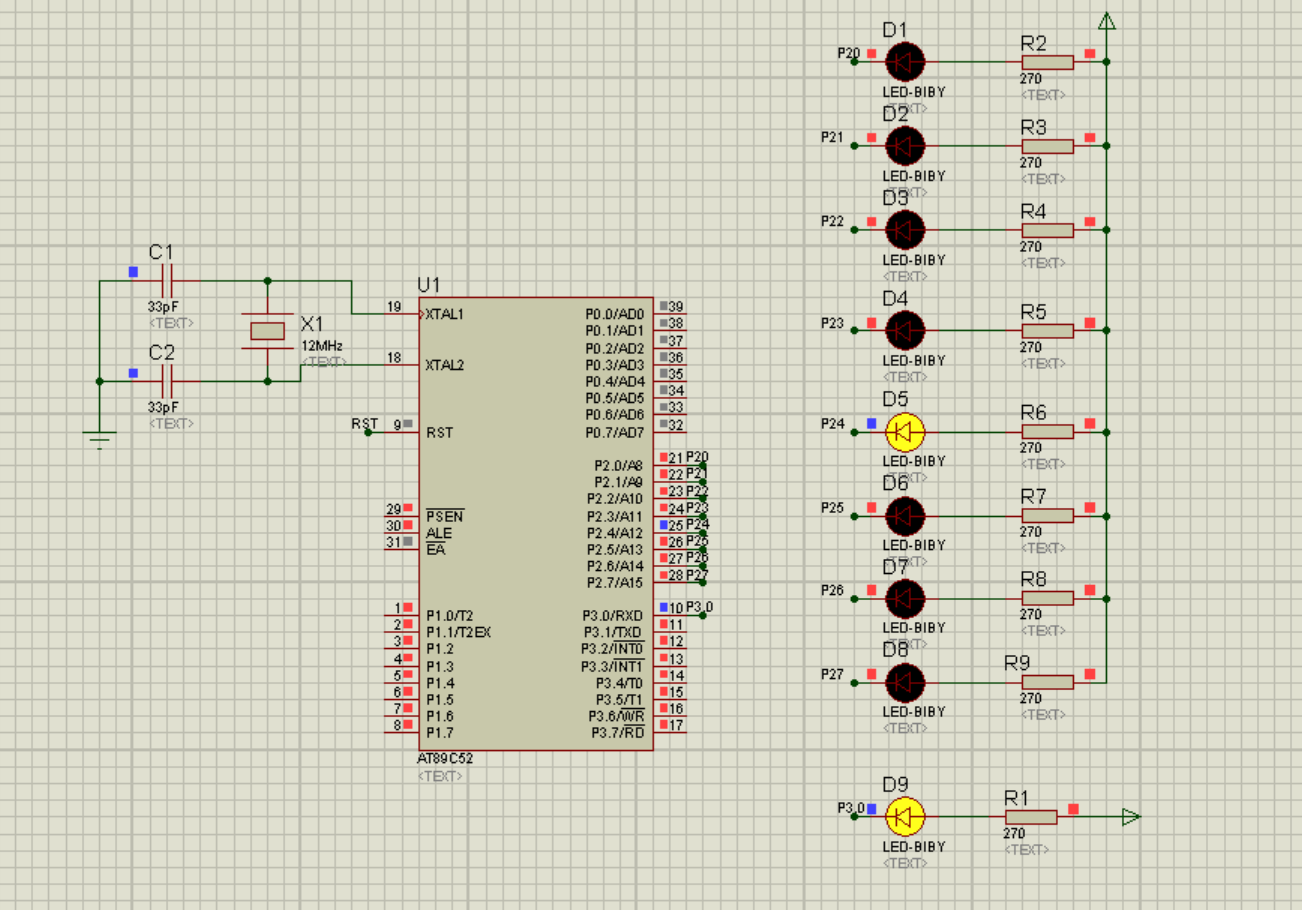 C1
33pF
<TEXT>
C2
33pF
<TEXT>
X1
12MHz
<TEXT>
RST
U1
19 XTAL1
18 XTAL2
9 RST
29 PSEN
30 ALE
31 EA
1 P1.0/T2
2 P1.1/T2EX
3 P1.2
4 P1.3
5 P1.4
6 P1.5
7 P1.6
8 P1.7
P0.0/AD0 39
P0.1/AD1 38
P0.2/AD2 37
P0.3/AD3 36
P0.4/AD4 35
P0.5/AD5 34
P0.6/AD6 33
P0.7/AD7 32
P2.0/A8 21 P20
P2.1/A9 22 P21
P2.2/A10 23 P22
P2.3/A11 24 P23
P2.4/A12 25 P24
P2.5/A13 26 P25
P2.6/A14 27 P26
P2.7/A15 28 P27
P3.0/RXD 10 P3.0
P3.1/TXD 11
P3.2/INT0 12
P3.3/INT1 13
P3.4/T0 14
P3.5/T1 15
P3.6/WR 16
P3.7/RD 17
AT89C52
<TEXT>
D1 R2
P20
LED-BIBY 270
<TEXT> <TEXT>
D2 R3
P21
LED-BIBY 270
<TEXT> <TEXT>
D3 R4
P22
LED-BIBY 270
<TEXT> <TEXT>
D4 R5
P23
LED-BIBY 270
<TEXT> <TEXT>
D5 R6
P24
LED-BIBY 270
<TEXT> <TEXT>
D6 R7
P25
LED-BIBY 270
<TEXT> <TEXT>
D7 R8
P26
LED-BIBY 270
<TEXT> <TEXT>
D8 R9
P27
LED-BIBY 270
<TEXT> <TEXT>
D9 R1
P3.0
LED-BIBY 270
<TEXT> <TEXT>